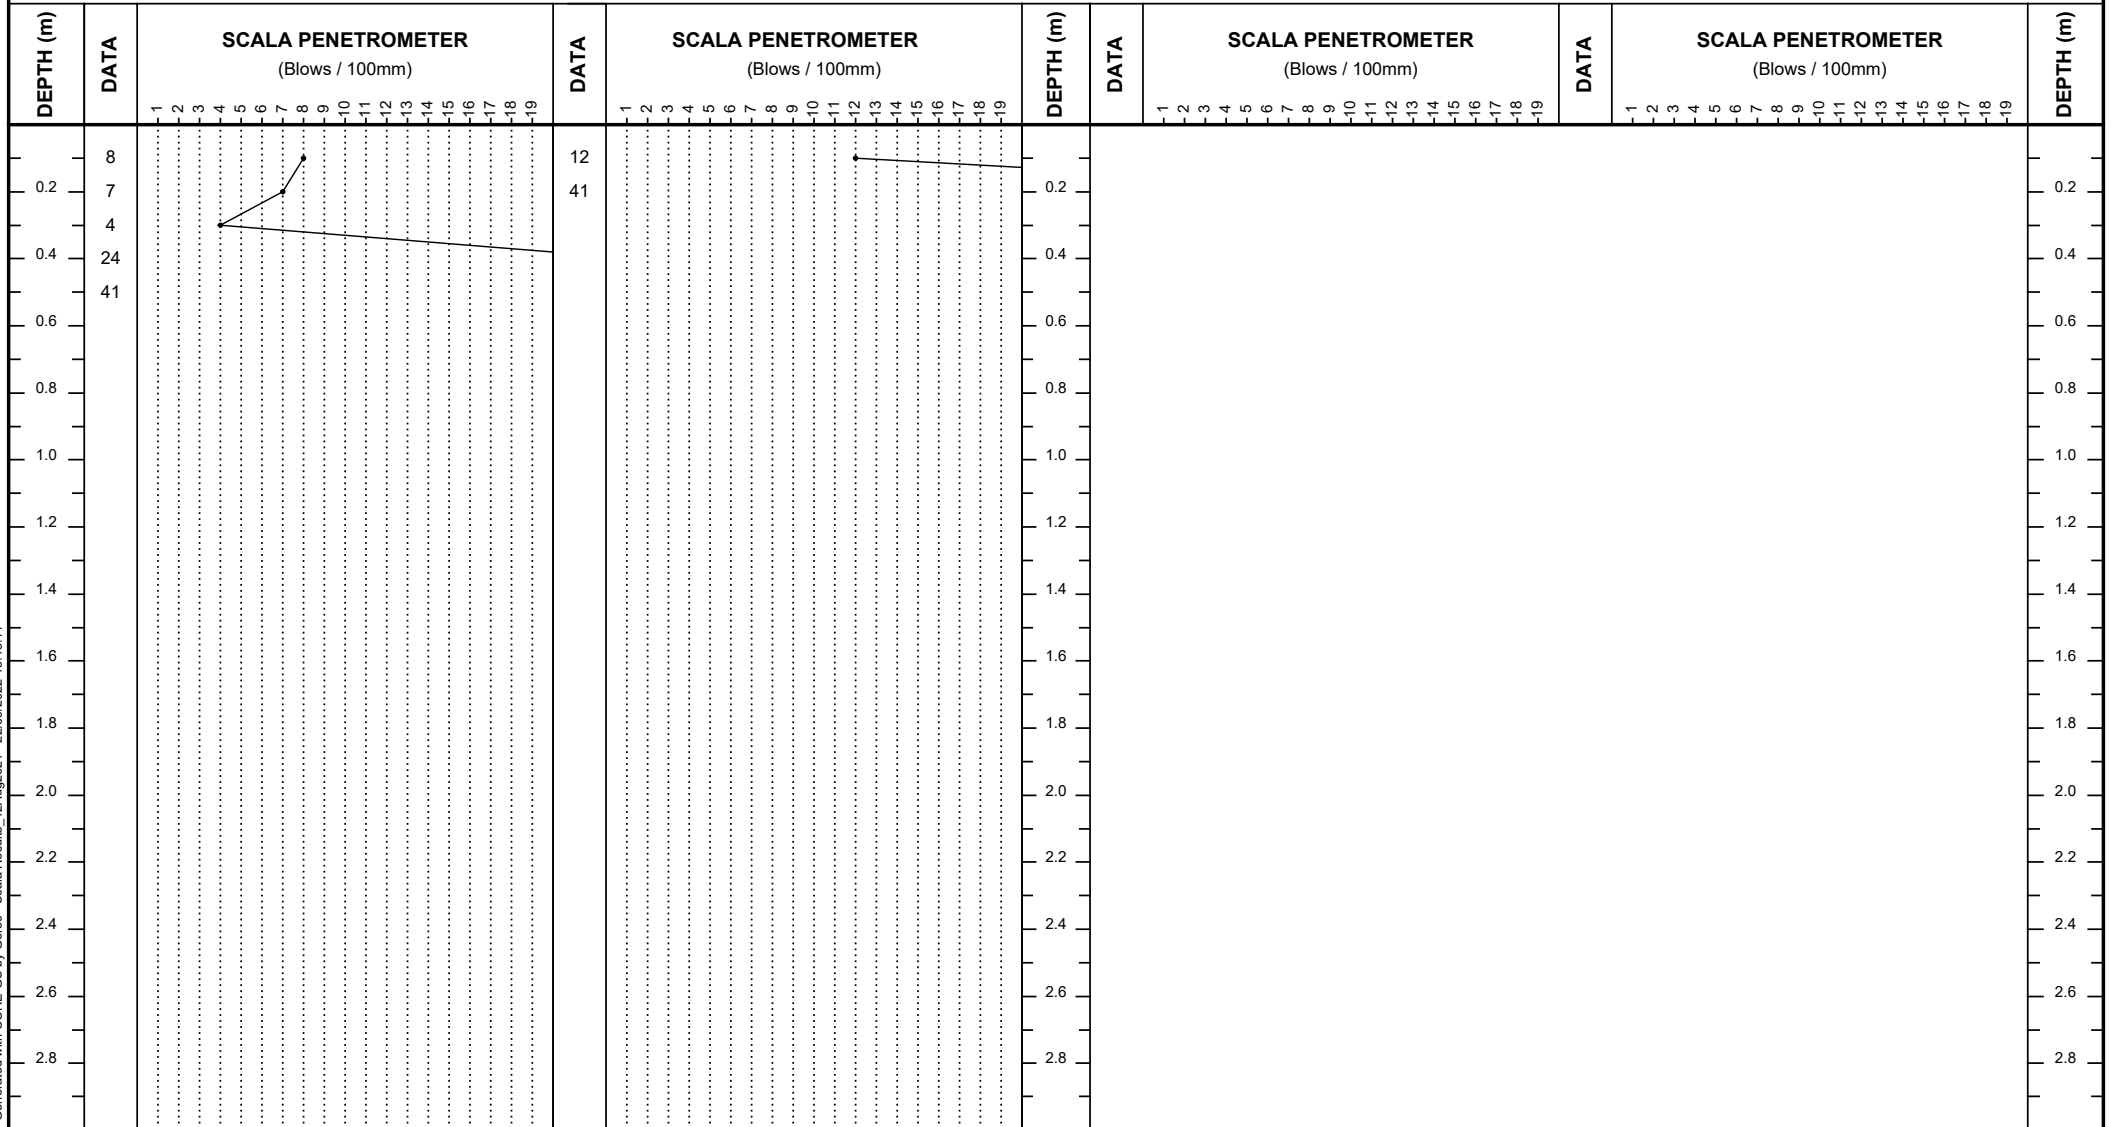 DEPTH (m)
DATA
SCALA PENETROMETER
(Blows / 100mm)
1 2 3 4 5 6 7 8 9 10 11 12 13 14 15 16 17 18 19
DATA
SCALA PENETROMETER
(Blows / 100mm)
1 2 3 4 5 6 7 8 9 10 11 12 13 14 15 16 17 18 19
DEPTH (m)
DATA
SCALA PENETROMETER
(Blows / 100mm)
1 2 3 4 5 6 7 8 9 10 11 12 13 14 15 16 17 18 19
DATA
SCALA PENETROMETER
(Blows / 100mm)
1 2 3 4 5 6 7 8 9 10 11 12 13 14 15 16 17 18 19
DEPTH (m)
8 12
0.2 7 41 0.2 0.2
4
0.4 24 0.4 0.4
41
0.6 0.6 0.6
0.8 0.8 0.8
1.0 1.0 1.0
1.2 1.2 1.2
1.4 1.4 1.4
1.6 1.6 1.6
1.8 1.8 1.8
2.0 2.0 2.0
2.2 2.2 2.2
2.4 2.4 2.4
2.6 2.6 2.6
2.8 2.8 2.8